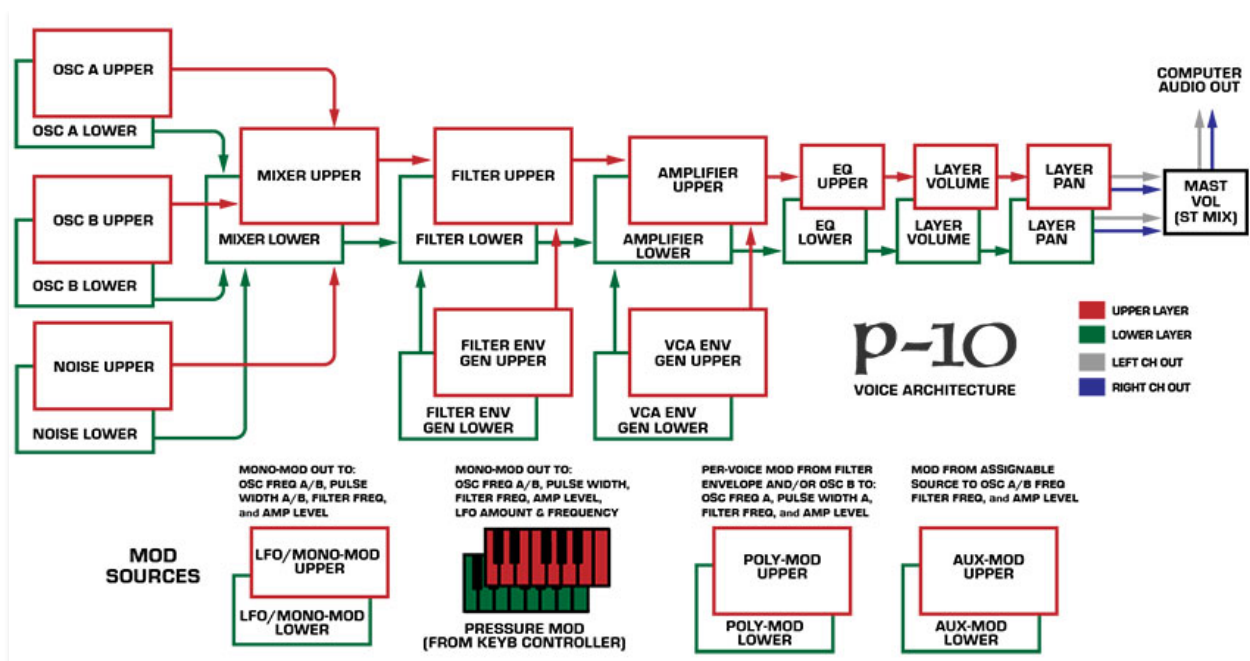 OSC A UPPER
OSC A LOWER
OSC B UPPER
OSC B LOWER
NOISE UPPER
NOISE LOWER
MIXER UPPER
MIXER LOWER
FILTER UPPER
FILTER LOWER
FILTER ENV
GEN UPPER
FILTER ENV
GEN LOWER
AMPLIFIER
UPPER
AMPLIFIER
LOWER
VCA ENV
GEN UPPER
VCA ENV
GEN LOWER
EQ
UPPER
EQ
LOWER
LAYER
VOLUME
LAYER
VOLUME
LAYER
PAN
LAYER
PAN
COMPUTER
AUDIO OUT
MAST
VOL
(ST MIX)
p-10
VOICE ARCHITECTURE
UPPER LAYER
LOWER LAYER
LEFT CH OUT
RIGHT CH OUT
MOD
SOURCES
MONO-MOD OUT TO:
OSC FREQ A/B, PULSE
WIDTH A/B, FILTER FREQ,
and AMP LEVEL
LFO/MONO-MOD
UPPER
LFO/MONO-MOD
LOWER
MONO-MOD OUT TO:
OSC FREQ A/B, PULSE WIDTH,
FILTER FREQ, AMP LEVEL,
LFO AMOUNT & FREQUENCY
PRESSURE MOD
(FROM KEYB CONTROLLER)
PER-VOICE MOD FROM FILTER
ENVELOPE AND/OR OSC B TO:
OSC FREQ A, PULSE WIDTH A,
FILTER FREQ, and AMP LEVEL
POLY-MOD
UPPER
POLY-MOD
LOWER
MOD FROM ASSIGNABLE
SOURCE TO OSC A/B FREQ
FILTER FREQ, and AMP LEVEL
AUX-MOD
UPPER
AUX-MOD
LOWER